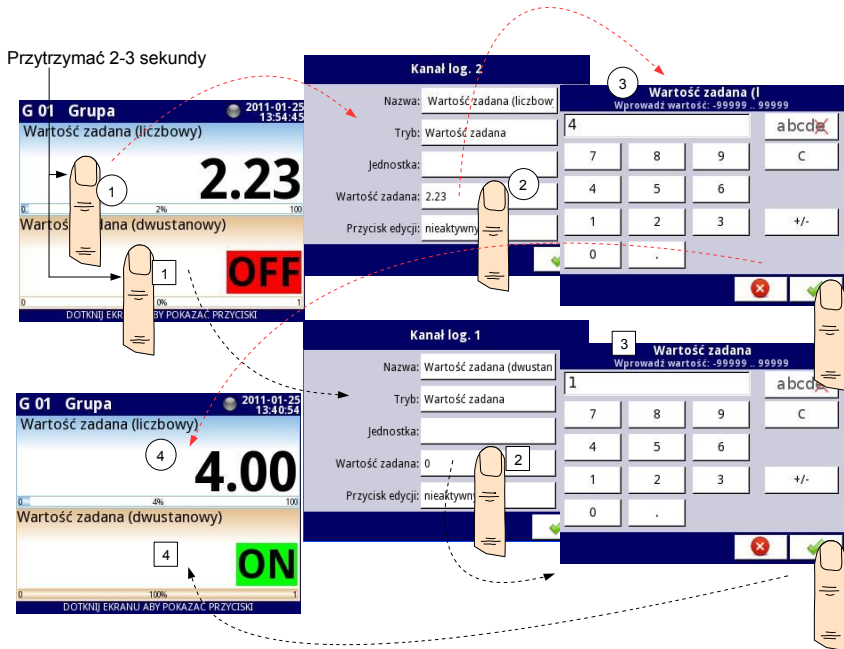 Przytrzymać 2-3 sekundy
G 01 Grupa
2011-01-25
13:54:45
Wartość zadana (liczbowy)
1
2.23
0
2%
100
Wartość zadana (dwustanowy)
1
OFF
0
0%
1
DOTKNIJ EKRANU ABY POKAZAĆ PRZYCISKI
Kanał log. 2
Nazwa: Wartość zadana (liczbow
Tryb: Wartość zadana
Jednostka:
Wartość zadana: 2.23
2
Przycisk edycji: nieaktywny
3
Wartość zadana (l
Wprowadź wartość: -99999 .. 99999
4
abcde
7 8 9 C
4 5 6
1 2 3 +/-
0 .
G 01 Grupa
2011-01-25
13:40:54
Wartość zadana (liczbowy)
4
4.00
0
4%
100
Wartość zadana (dwustanowy)
4
ON
0
100%
1
DOTKNIJ EKRANU ABY POKAZAĆ PRZYCISKI
Kanał log. 1
Nazwa: Wartość zadana (dwustan
Tryb: Wartość zadana
Jednostka:
Wartość zadana: 0
2
Przycisk edycji: nieaktywny
3
Wartość zadana
Wprowadź wartość: -99999 .. 99999
1
abcde
7 8 9 C
4 5 6
1 2 3 +/-
0 .